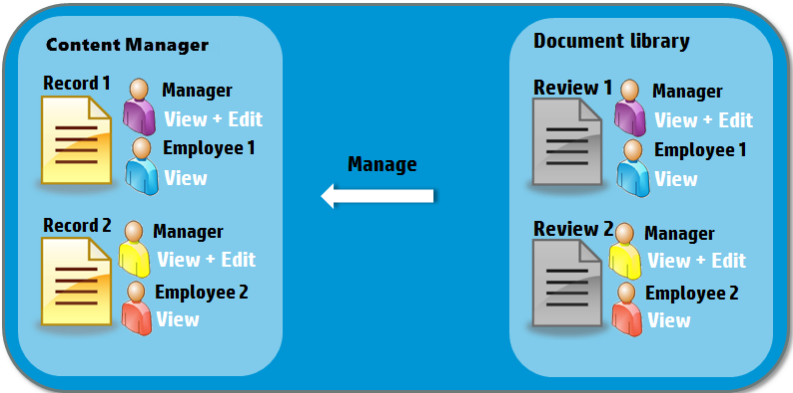 Content Manager
Record 1
Manager
View + Edit
Employee 1
View
Record 2
Manager
View + Edit
Employee 2
View
Manage
Document library
Review 1
Manager
View + Edit
Employee 1
View
Review 2
Manager
View + Edit
Employee 2
View